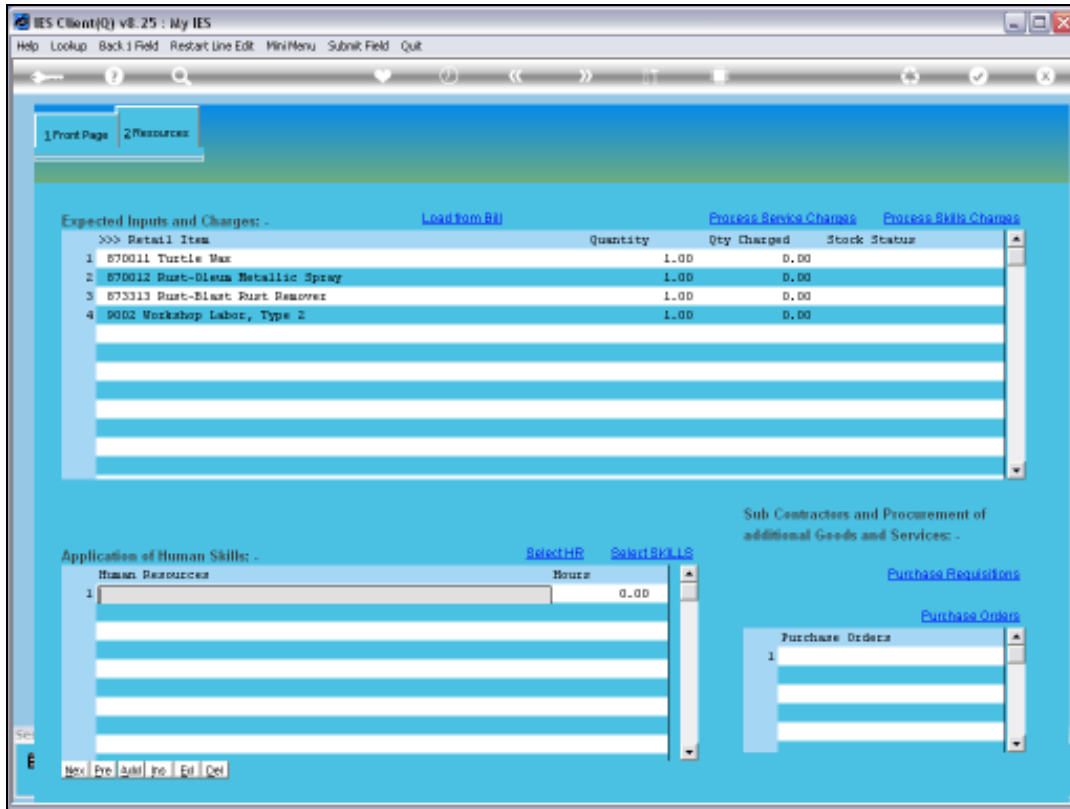 IES Client(Q) v8.25 : My IES
Help Lookup Back 1 Field Restart Line Edit MiniMenu Submit Field Quit
1 Front Page 2 Resources
Expected Inputs and Charges: - Load from Bill Process Service Charges Process Skills Charges
>>> Retail Item Quantity Qty Charged Stock Status
1 870011 Turtle Wax 1.00 0.00
2 870012 Rust-Oleum Metallic Spray 1.00 0.00
3 873313 Rust-Blast Rust Remover 1.00 0.00
4 9002 Workshop Labor, Type 2 1.00 0.00
Sub Contractors and Procurement of
additional Goods and Services: -
Application of Human Skills: - Select HR Select SKILLS
Human Resources Hours
Purchase Requisitions
1 0.00
Purchase Orders
Purchase Orders
1
Nex Pre Add Ins Ed Del